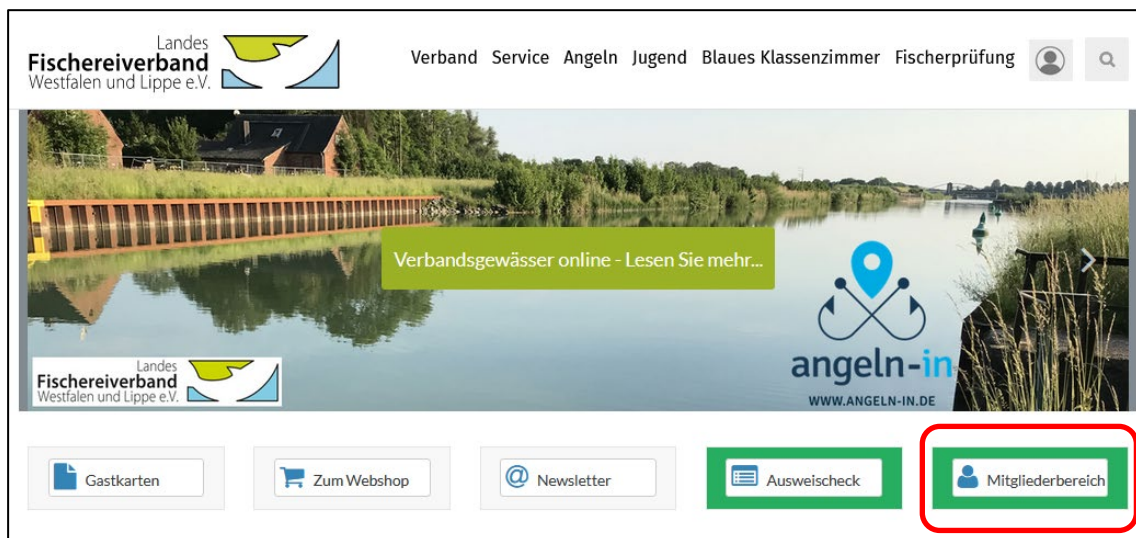 Landes
Fischereiverband
Westfalen und Lippe e.V.
Verband Service Angeln Jugend Blaues Klassenzimmer Fischerprüfung
Verbandsgewässer online - Lesen Sie mehr...
Landes
Fischereiverband
Westfalen und Lippe e.V.
angeln-in
WWW.ANGELN-IN.DE
Gastkarten
Zum Webshop
@ Newsletter
Ausweischeck
Mitgliederbereich